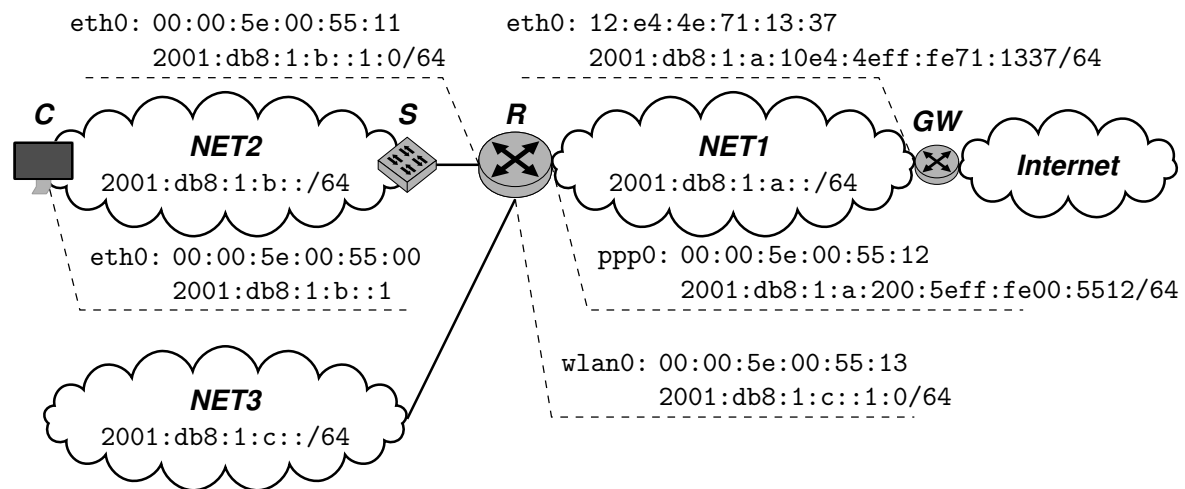 eth0: 00:00:5e:00:55:11
2001:db8:1:b::1:0/64
eth0: 12:e4:4e:71:13:37
2001:db8:1:a:10e4:4eff:fe71:1337/64
C
S
R
GW
NET2
2001:db8:1:b::/64
NET1
2001:db8:1:a::/64
Internet
eth0: 00:00:5e:00:55:00
2001:db8:1:b::1
ppp0: 00:00:5e:00:55:12
2001:db8:1:a:200:5eff:fe00:5512/64
wlan0: 00:00:5e:00:55:13
2001:db8:1:c::1:0/64
NET3
2001:db8:1:c::/64